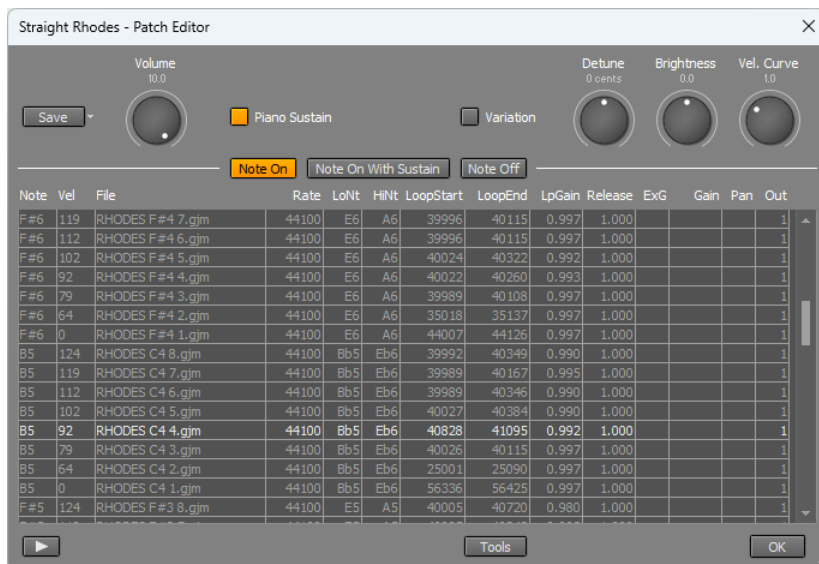 Straight Rhodes - Patch Editor
Volume Detune Brightness Vel. Curve
10.0 0 cents 0.0 1.0
Save Piano Sustain Variation
Note On Note On With Sustain Note Off
Note Vel File Rate LoNt HiNt LoopStart LoopEnd LpGain Release ExG Gain Pan Out
F#6 119 RHODES F#4 7.gjm 44100 E6 A6 39996 40115 0.997 1.000 1
F#6 112 RHODES F#4 6.gjm 44100 E6 A6 39996 40115 0.997 1.000 1
F#6 102 RHODES F#4 5.gjm 44100 E6 A6 40024 40322 0.992 1.000 1
F#6 92 RHODES F#4 4.gjm 44100 E6 A6 40022 40260 0.993 1.000 1
F#6 79 RHODES F#4 3.gjm 44100 E6 A6 39989 40108 0.997 1.000 1
F#6 64 RHODES F#4 2.gjm 44100 E6 A6 35018 35137 0.997 1.000 1
F#6 0 RHODES F#4 1.gjm 44100 E6 A6 44007 44126 0.997 1.000 1
B5 124 RHODES C4 8.gjm 44100 Bb5 Eb6 39992 40349 0.990 1.000 1
B5 119 RHODES C4 7.gjm 44100 Bb5 Eb6 39989 40167 0.995 1.000 1
B5 112 RHODES C4 6.gjm 44100 Bb5 Eb6 39989 40346 0.990 1.000 1
B5 102 RHODES C4 5.gjm 44100 Bb5 Eb6 40027 40384 0.990 1.000 1
B5 92 RHODES C4 4.gjm 44100 Bb5 Eb6 40828 41095 0.992 1.000 1
B5 79 RHODES C4 3.gjm 44100 Bb5 Eb6 40026 40115 0.997 1.000 1
B5 64 RHODES C4 2.gjm 44100 Bb5 Eb6 25001 25090 0.997 1.000 1
B5 0 RHODES C4 1.gjm 44100 Bb5 Eb6 56336 56425 0.997 1.000 1
F#5 124 RHODES F#3 8.gjm 44100 E5 A5 40005 40720 0.980 1.000 1
Tools OK